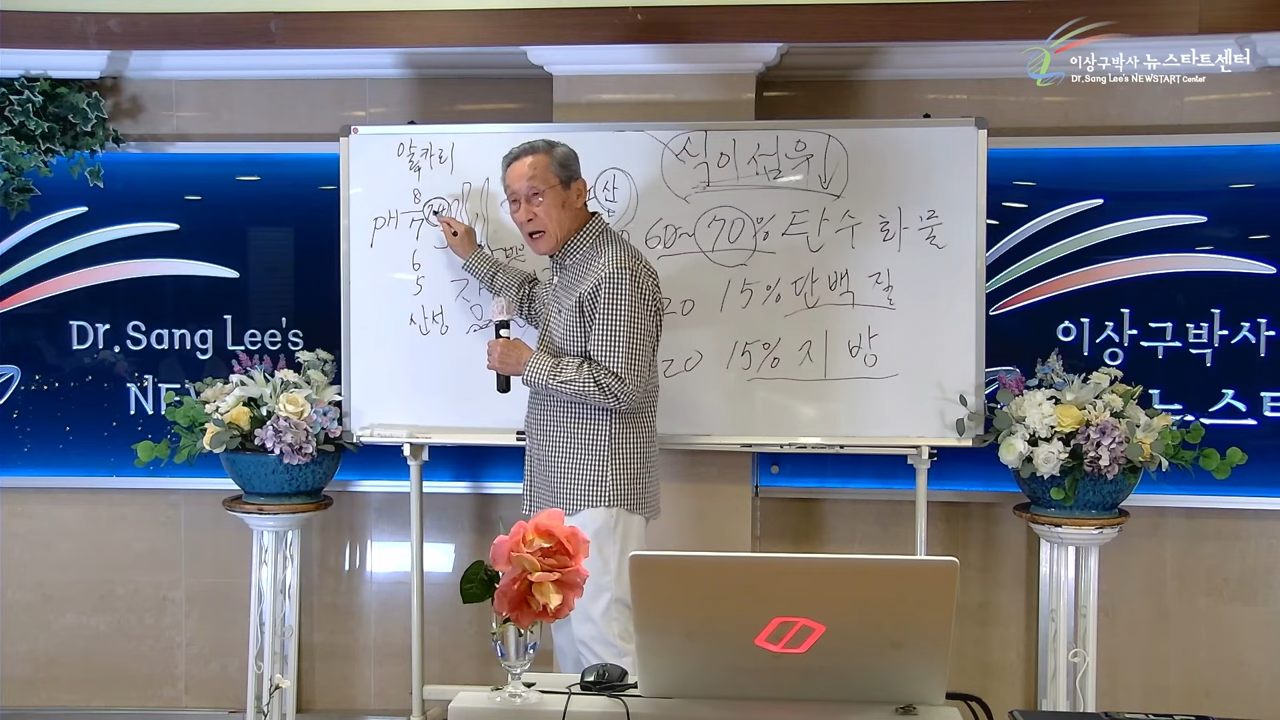 이상구박사 뉴스타트센터
Dr. Sang Lee's NEWSTART Center
알카리
8
pH 7
6
5
산성
산
식이섬유
60~70% 탄수화물
20 15% 단백질
20 15% 지방
Dr. Sang Lee's
이상구박사